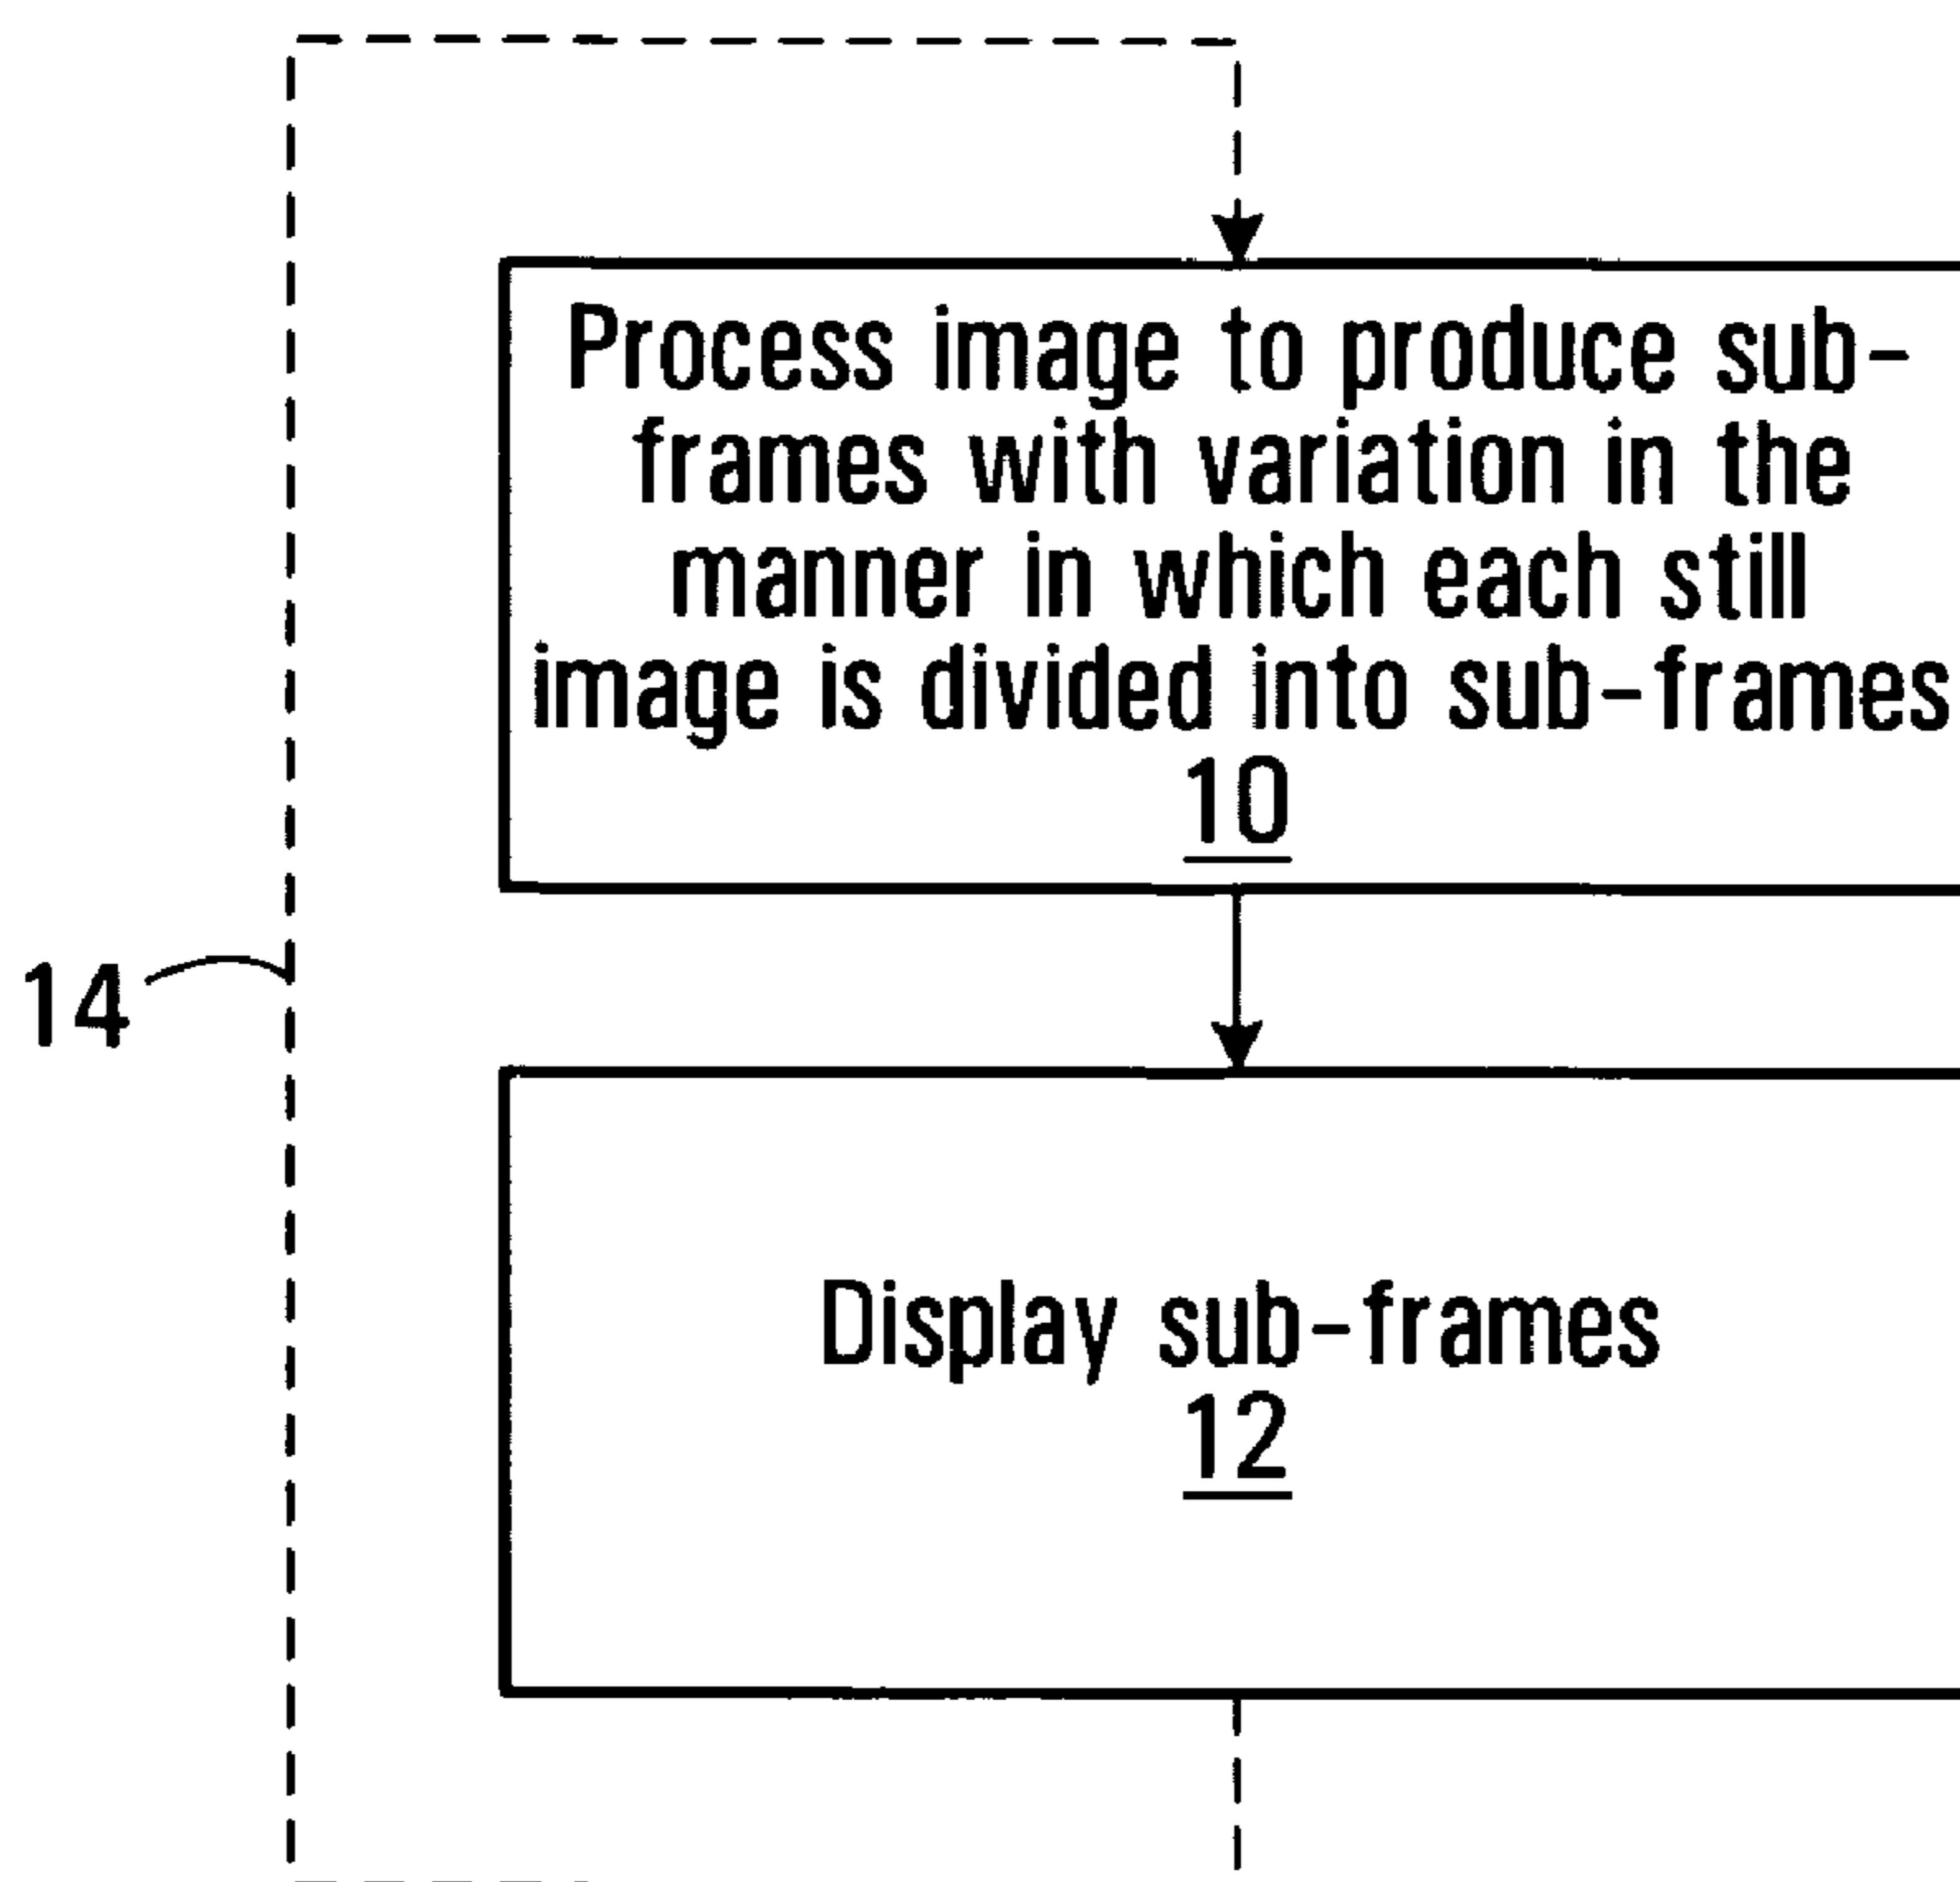 Process image to produce sub-
frames with variation in the
manner in which each still
image is divided into sub-frames
10
14
Display sub-frames
12